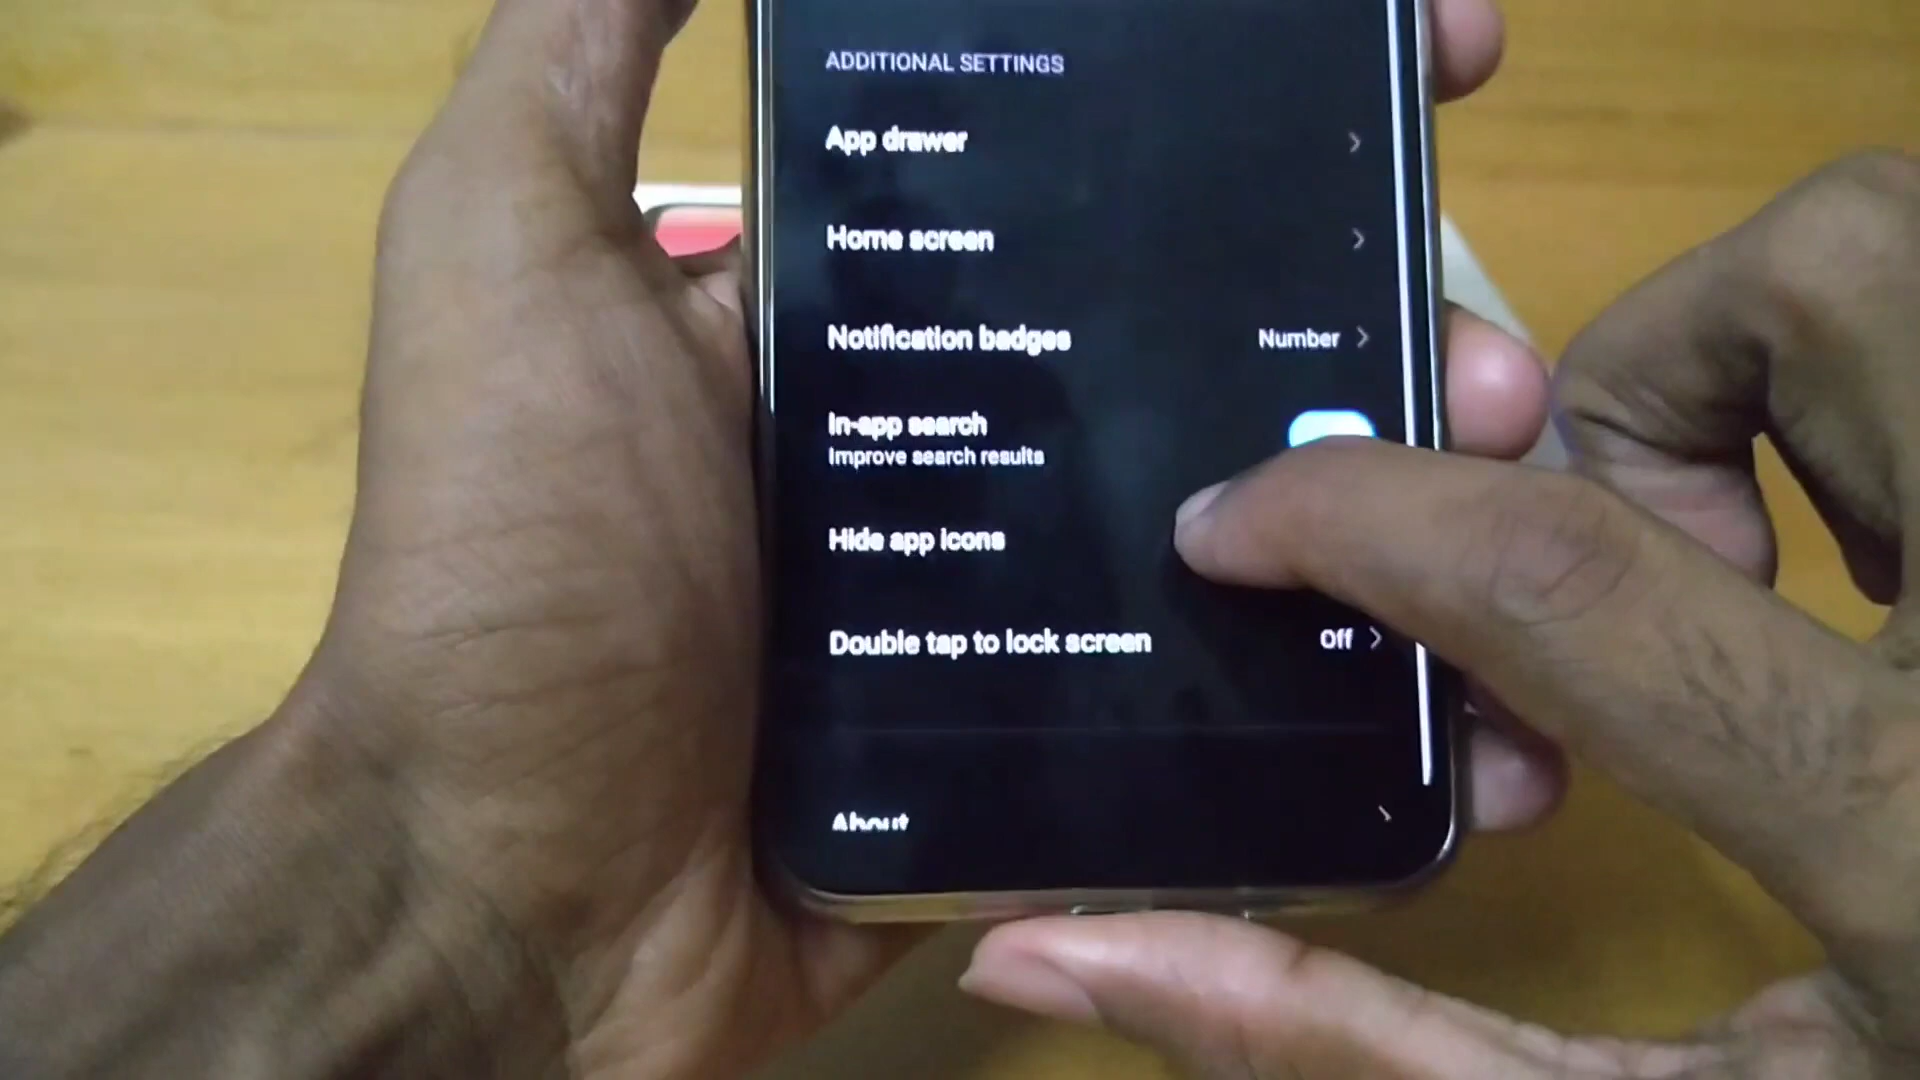 ADDITIONAL SETTINGS
App drawer
Home screen
Notification badges Number
In-app search
Improve search results
Hide app icons
Double tap to lock screen Off
About